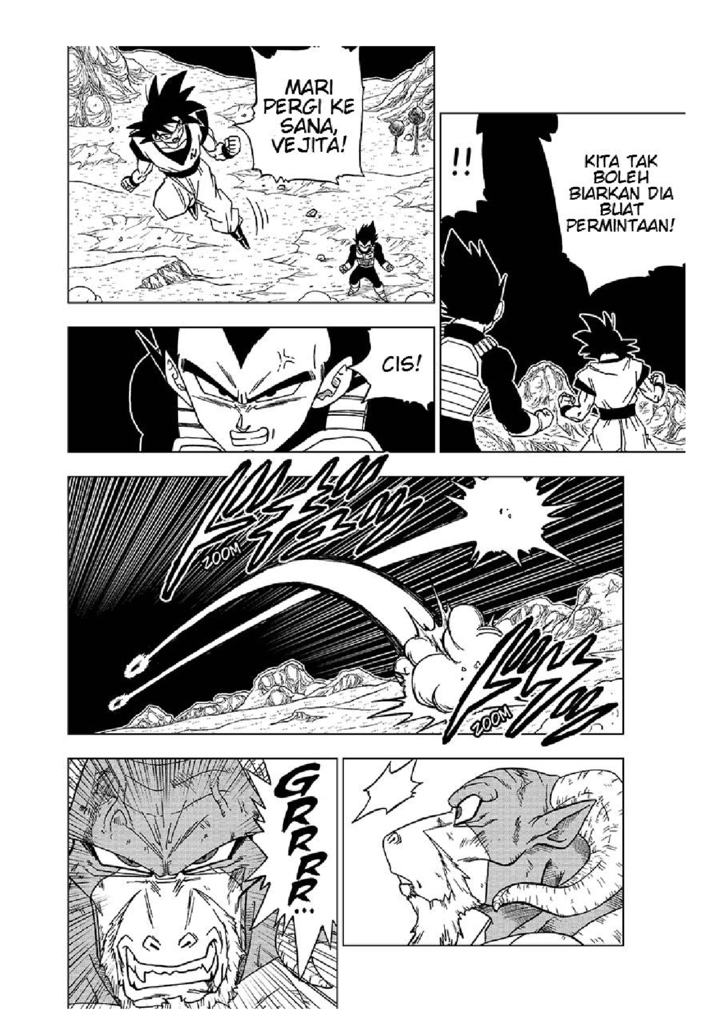 KITA TAK
BOLEH
BIARKAN DIA
BUAT
PERMINTAAN!
!!
MARI
PERGI KE
SANA,
VEJITA!
CIS!
ZOOM
ZOOM
GRRRR...